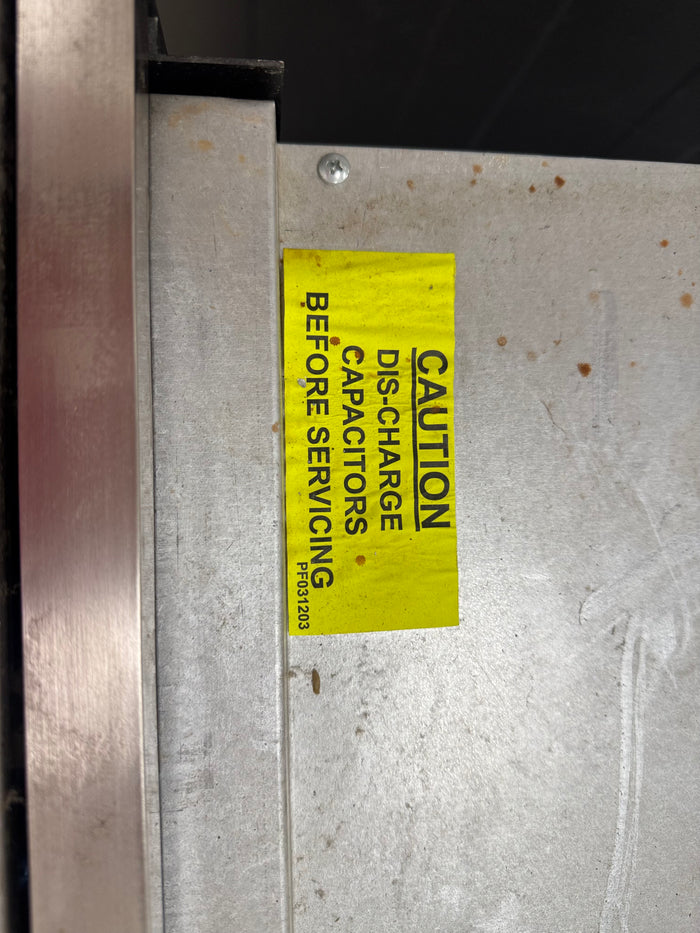 CAUTION
DIS-CHARGE
CAPACITORS
BEFORE SERVICING
PF031203